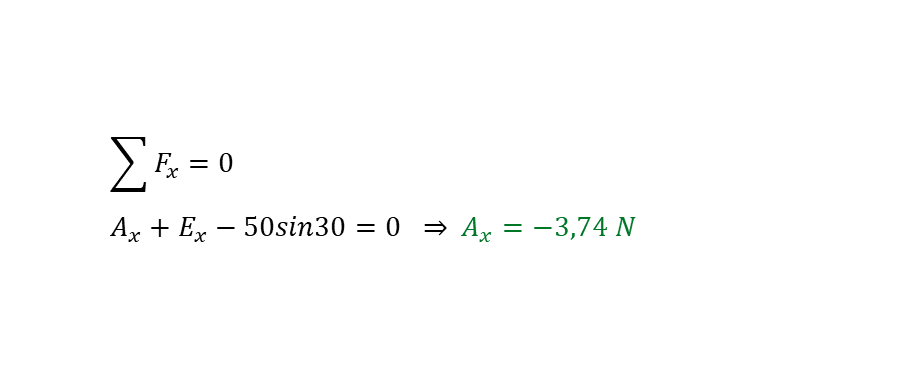 ∑ Fₓ = 0
Aₓ + Eₓ − 50sin30 = 0 ⇒ Aₓ = −3,74 N